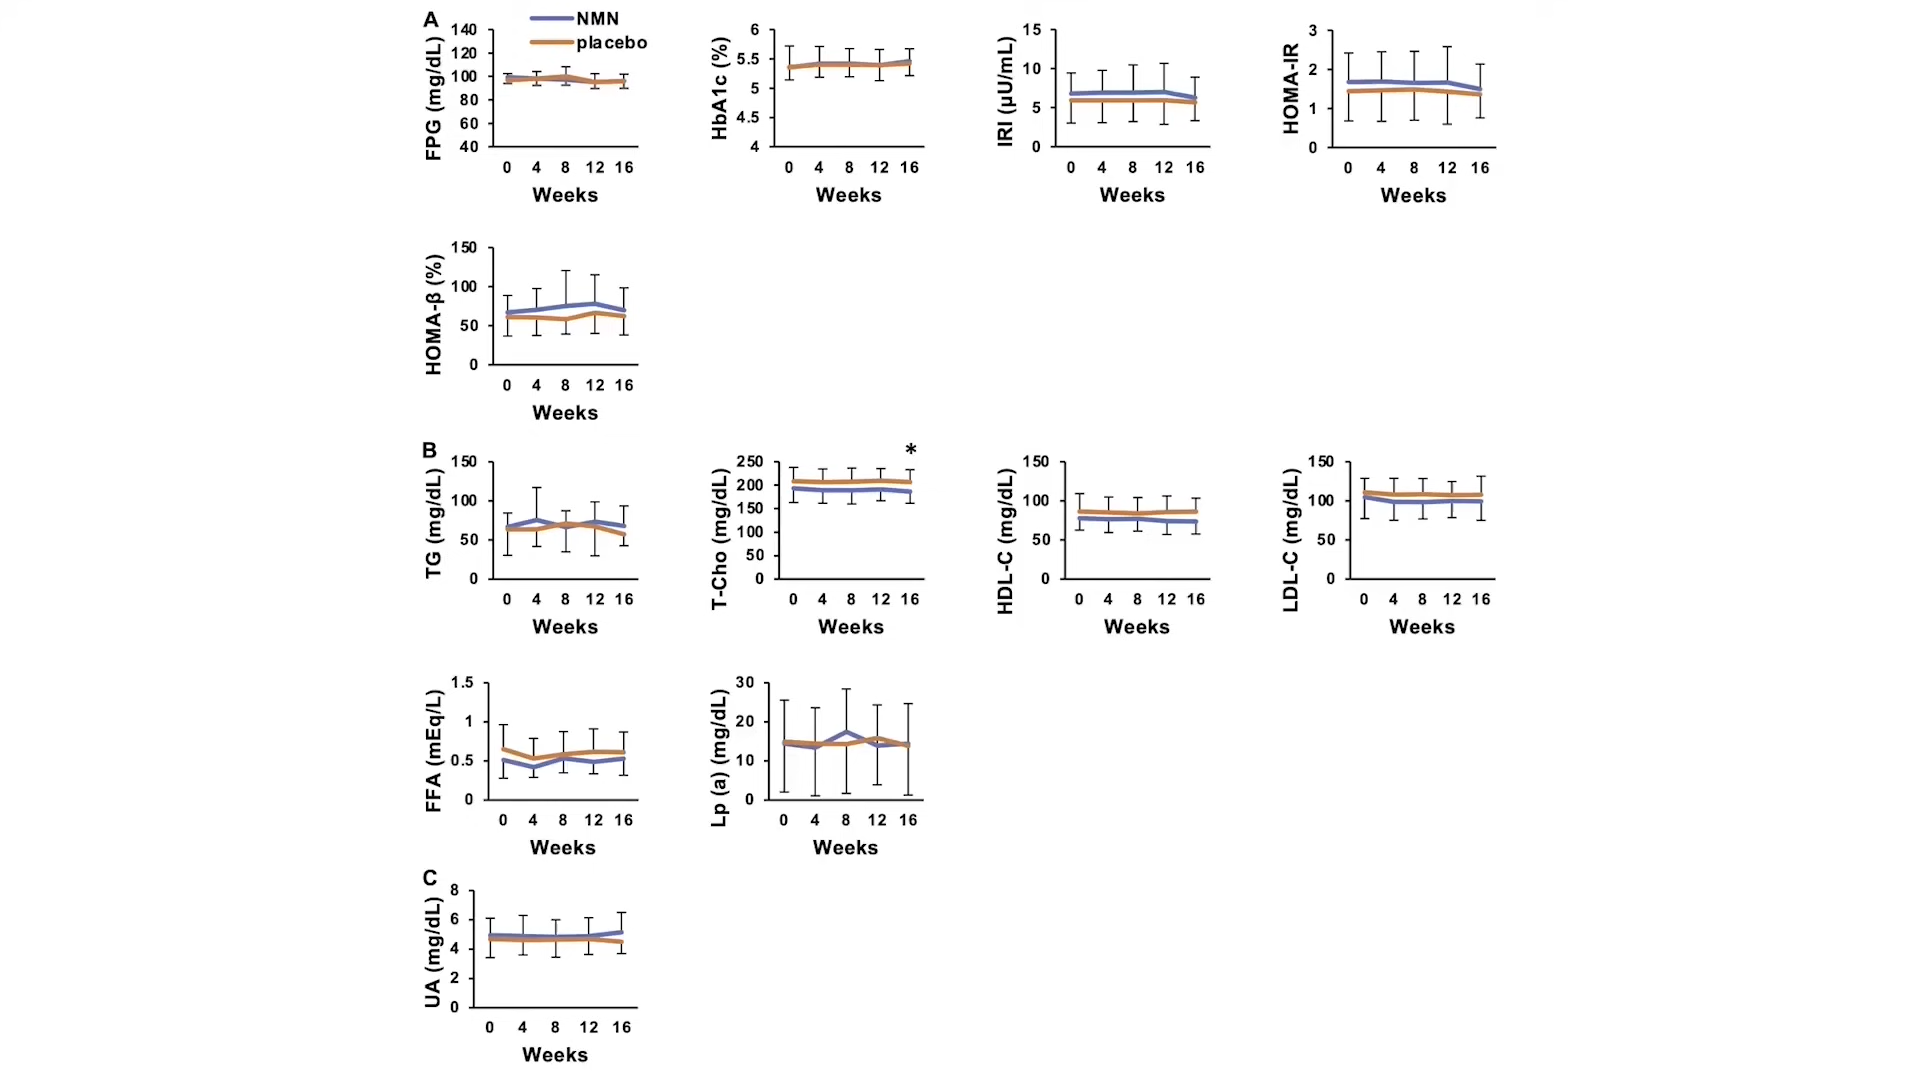 A
NMN
placebo
FPG (mg/dL)
140
120
100
80
60
40
0 4 8 12 16
Weeks
HbA1c (%)
6
5.5
5
4.5
4
0 4 8 12 16
Weeks
IRI (μU/mL)
15
10
5
0
0 4 8 12 16
Weeks
HOMA-IR
3
2
1
0
0 4 8 12 16
Weeks
HOMA-β (%)
150
100
50
0
0 4 8 12 16
Weeks
B
TG (mg/dL)
150
100
50
0
0 4 8 12 16
Weeks
T-Cho (mg/dL)
*
250
200
150
100
50
0
0 4 8 12 16
Weeks
HDL-C (mg/dL)
150
100
50
0
0 4 8 12 16
Weeks
LDL-C (mg/dL)
150
100
50
0
0 4 8 12 16
Weeks
FFA (mEq/L)
1.5
1
0.5
0
0 4 8 12 16
Weeks
Lp (a) (mg/dL)
30
20
10
0
0 4 8 12 16
Weeks
C
UA (mg/dL)
8
6
4
2
0
0 4 8 12 16
Weeks